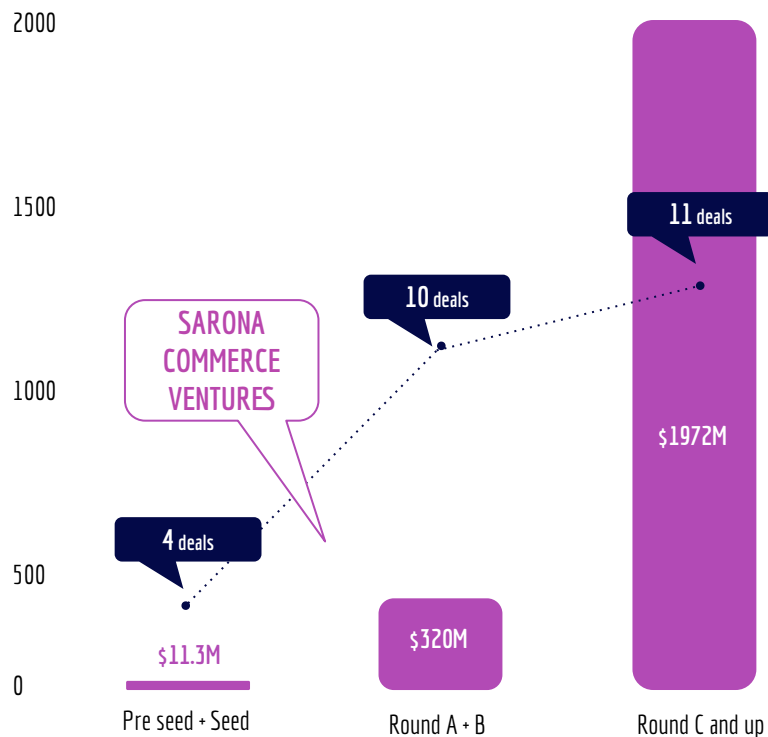 2000
1500
11 deals
10 deals
SARONA
COMMERCE
VENTURES
1000
$1972M
4 deals
500
$320M
$11.3M
0
Pre seed + Seed
Round A + B
Round C and up